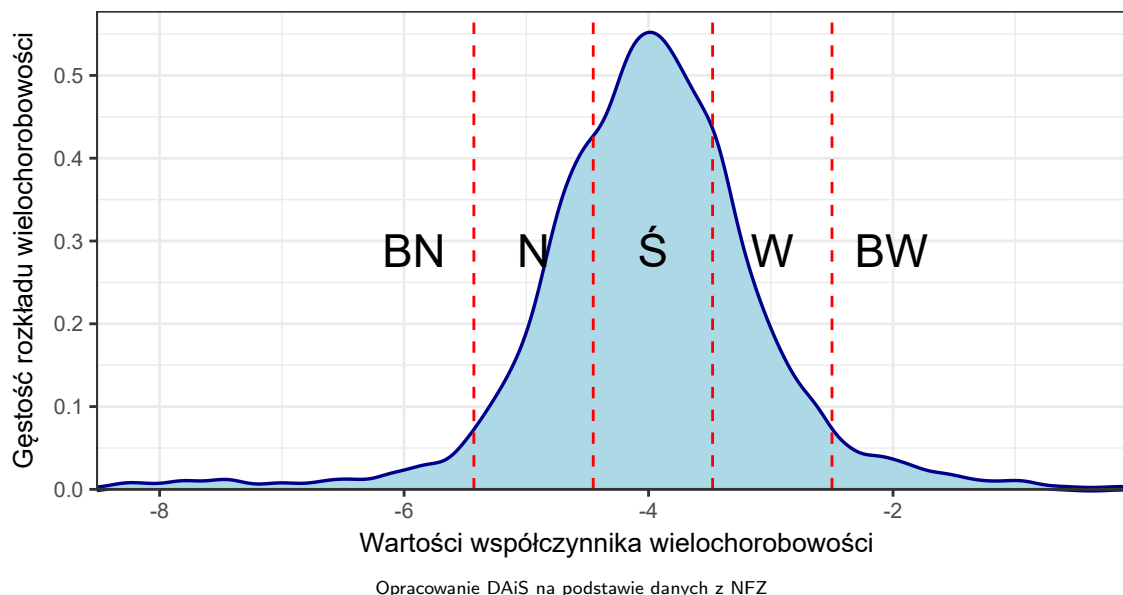 Gęstość rozkładu wielochorobowości
0.5
0.4
0.3
0.2
0.1
0.0
BN N Ś W BW
-8 -6 -4 -2
Wartości współczynnika wielochorobowości
Opracowanie DAiS na podstawie danych z NFZ